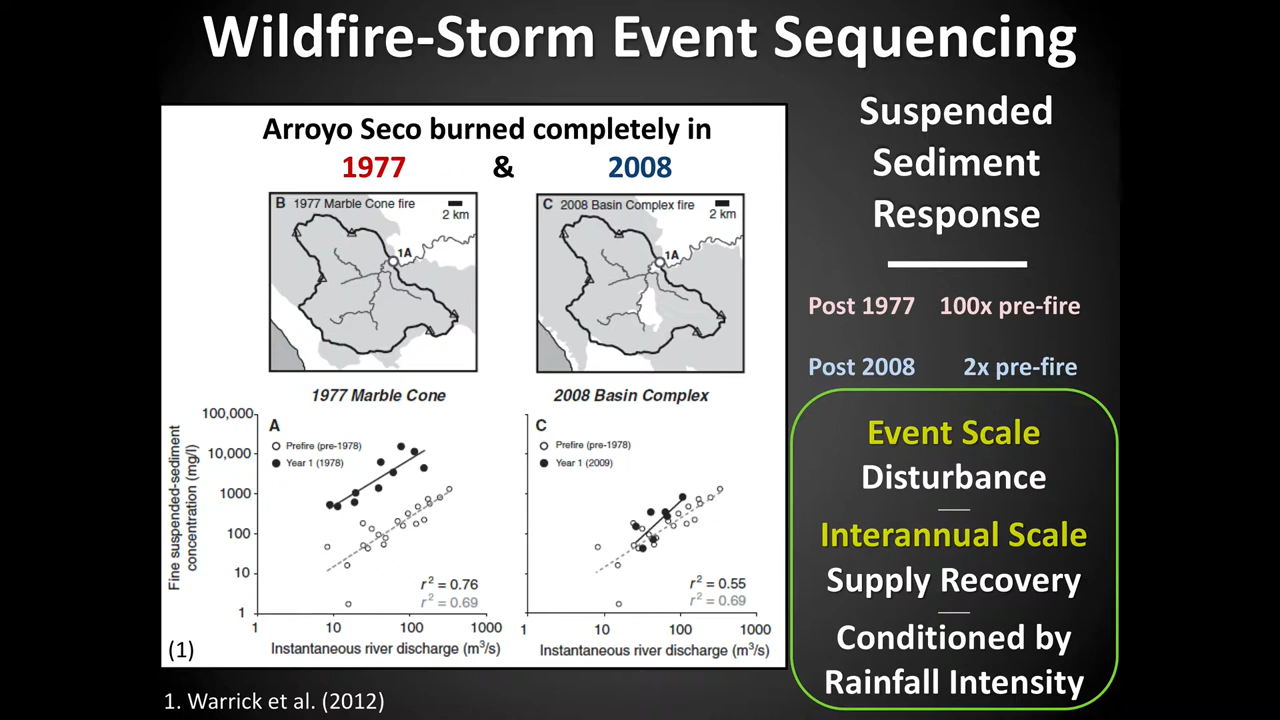 Wildfire-Storm Event Sequencing
Arroyo Seco burned completely in
1977 & 2008
B 1977 Marble Cone fire
2 km
1A
C 2008 Basin Complex fire
2 km
1A
1977 Marble Cone
Fine suspended-sediment
concentration (mg/l)
100,000
10,000
1000
100
10
1
A
Prefire (pre-1978)
Year 1 (1978)
r² = 0.76
r² = 0.69
1 10 100 1000
Instantaneous river discharge (m³/s)
2008 Basin Complex
C
Prefire (pre-1978)
Year 1 (2009)
r² = 0.55
r² = 0.69
1 10 100 1000
Instantaneous river discharge (m³/s)
(1)
1. Warrick et al. (2012)
Suspended
Sediment
Response
Post 1977 100x pre-fire
Post 2008 2x pre-fire
Event Scale
Disturbance
Interannual Scale
Supply Recovery
Conditioned by
Rainfall Intensity